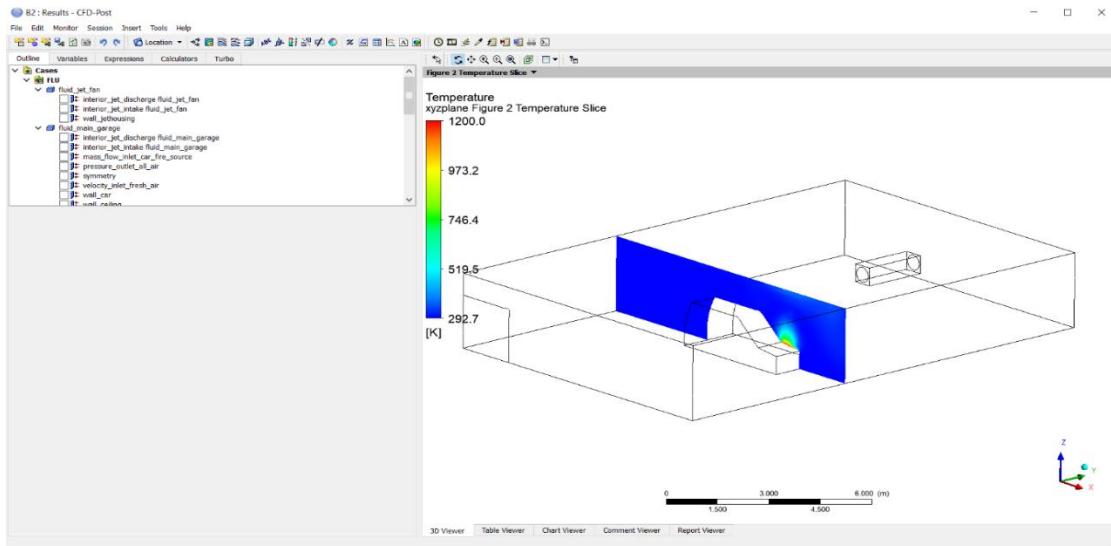 B2 : Results - CFD-Post
File Edit Monitor Session Insert Tools Help
Location
Outline Variables Expressions Calculators Turbo
Cases
FLU
fluid_jet_fan
interior_jet_discharge fluid_jet_fan
interior_jet_intake fluid_jet_fan
wall_jethousing
fluid_main_garage
interior_jet_discharge fluid_main_garage
interior_jet_intake fluid_main_garage
mass_flow_inlet_car_fire_source
pressure_outlet_all_air
symmetry
velocity_inlet_fresh_air
wall_car
wall_ceiling
Figure 2 Temperature Slice
Temperature
xyzplane Figure 2 Temperature Slice
1200.0
973.2
746.4
519.5
292.7
[K]
Z
Y
X
0 3.000 6.000 (m)
1.500 4.500
3D Viewer Table Viewer Chart Viewer Comment Viewer Report Viewer